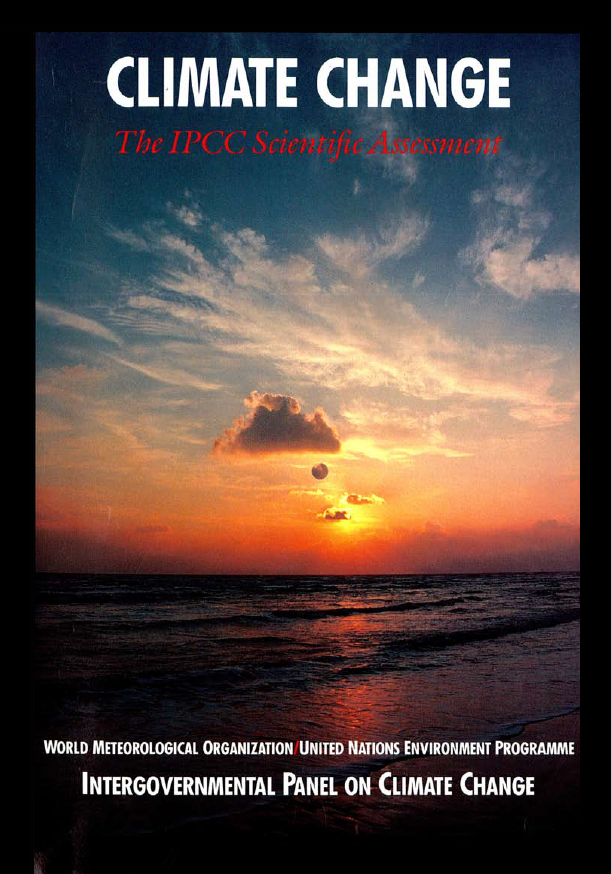 CLIMATE CHANGE
The IPCC Scientific Assessment
WORLD METEOROLOGICAL ORGANIZATION/UNITED NATIONS ENVIRONMENT PROGRAMME
INTERGOVERNMENTAL PANEL ON CLIMATE CHANGE